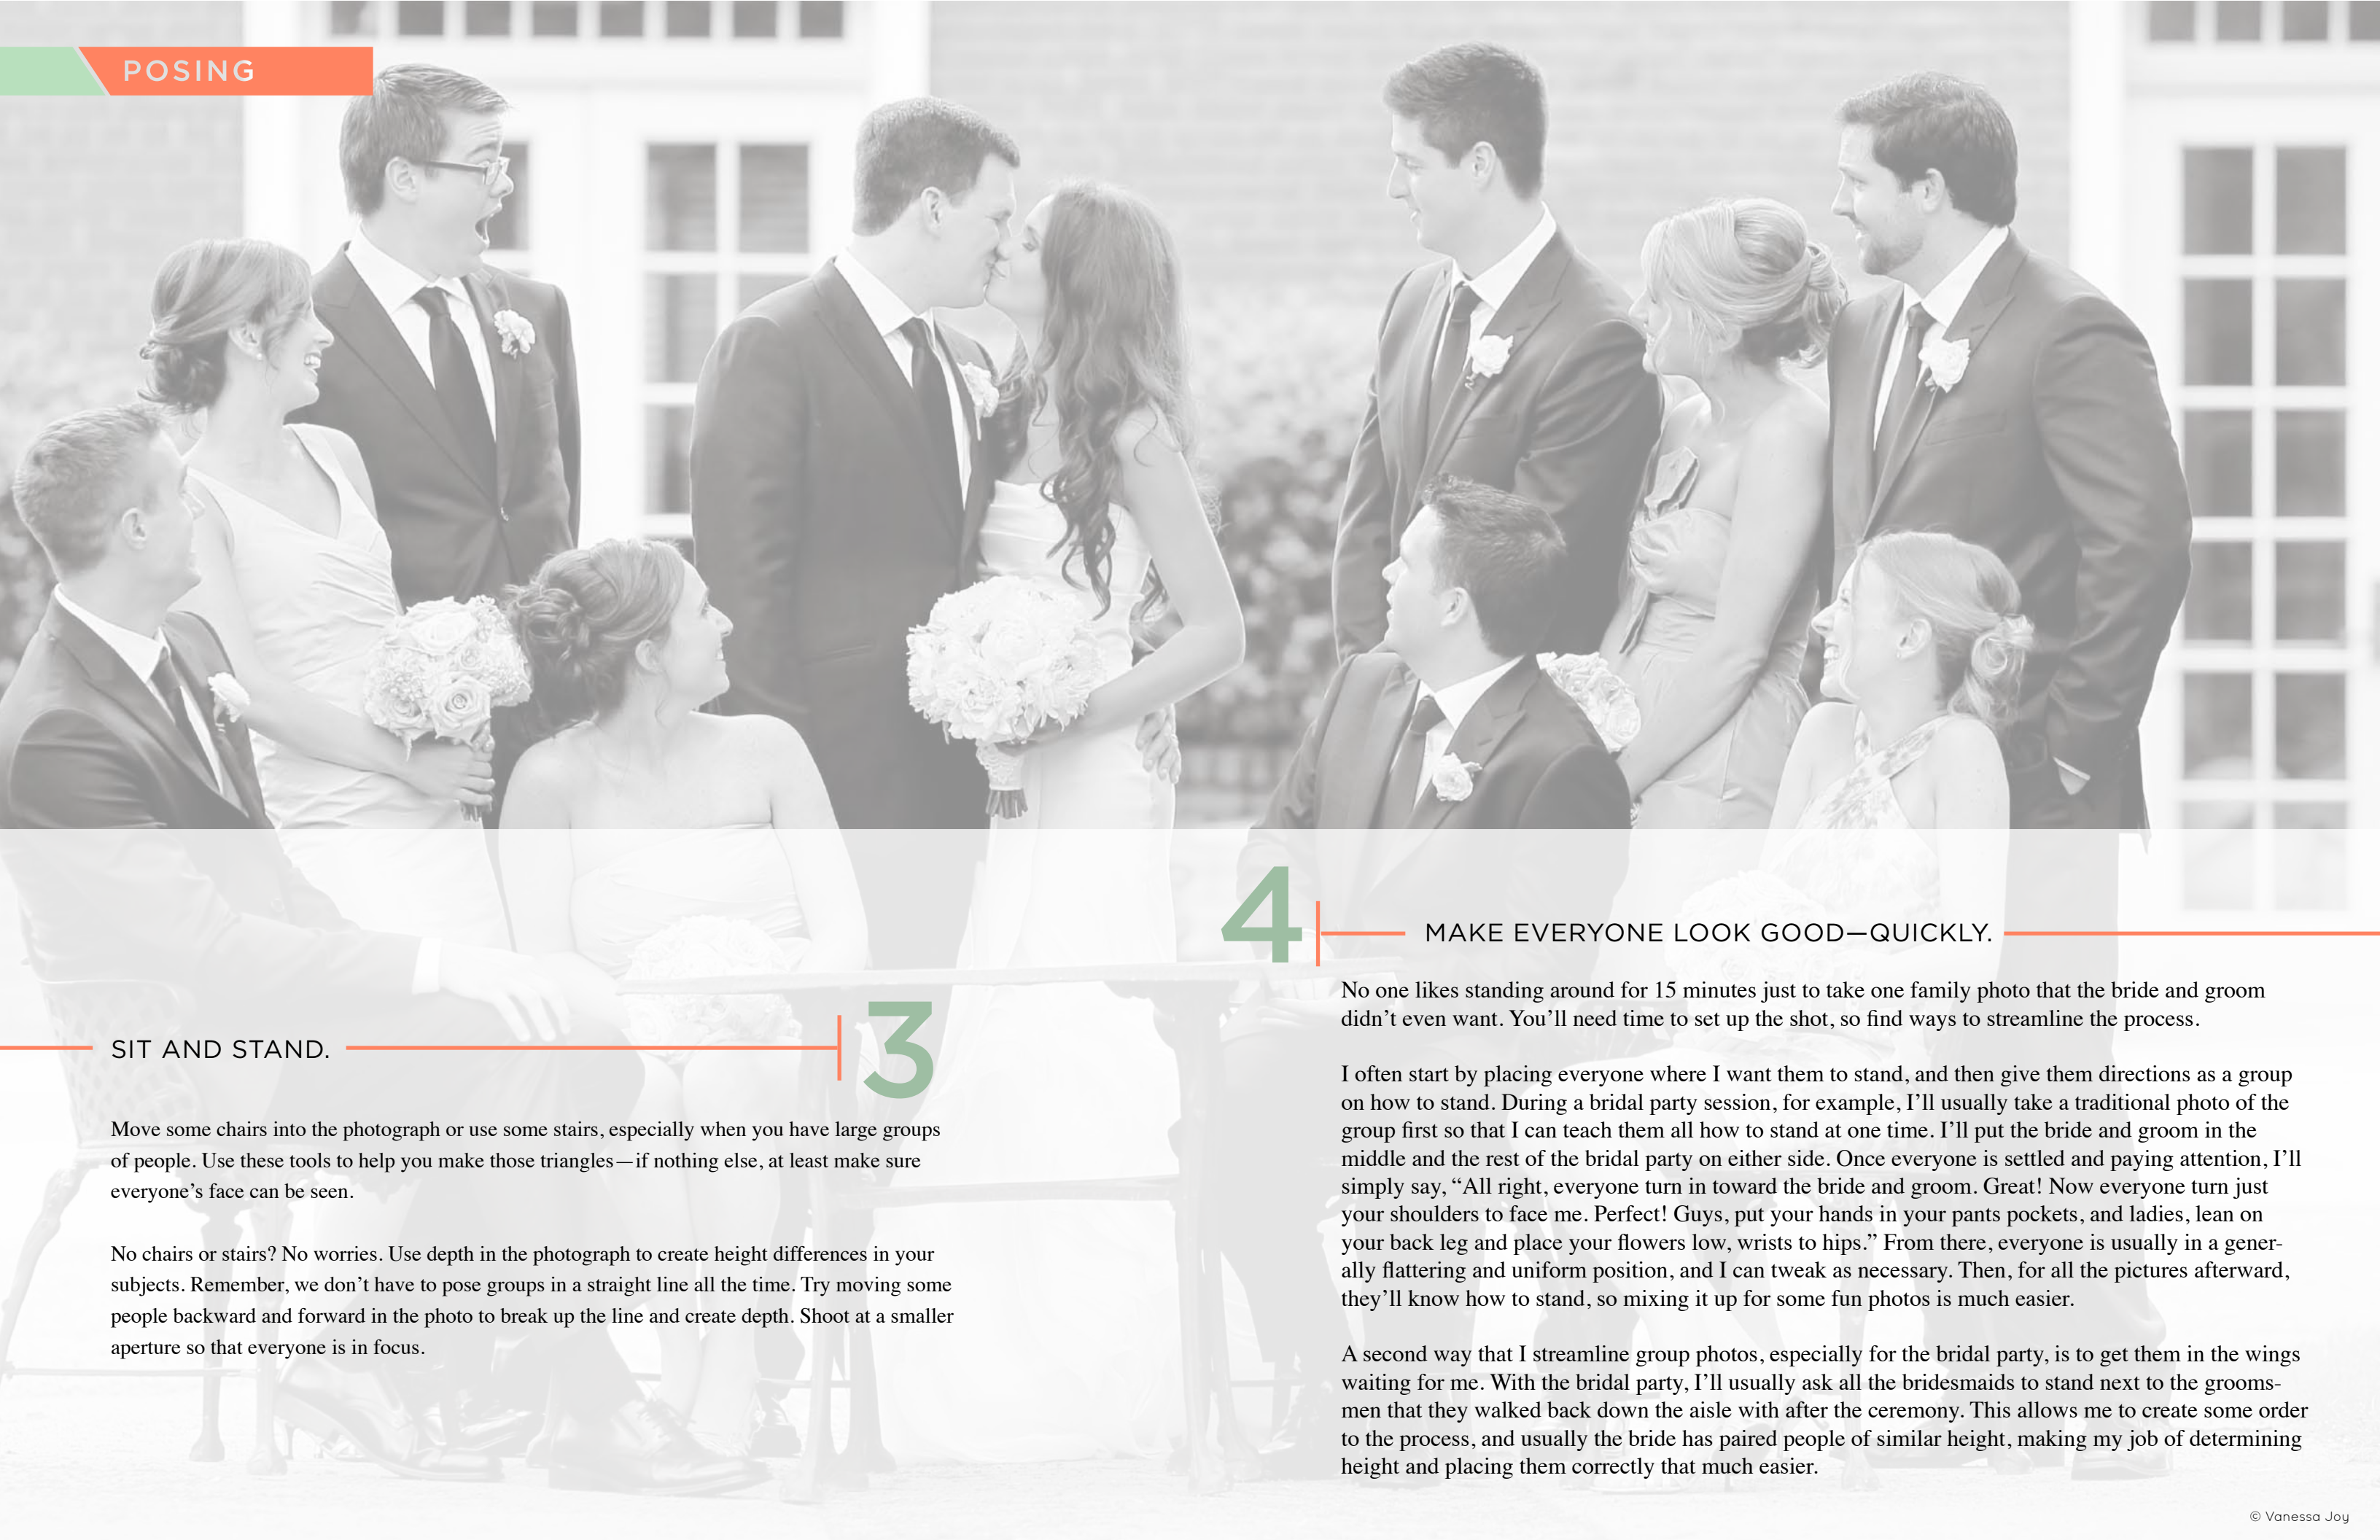 POSING
3
SIT AND STAND.
Move some chairs into the photograph or use some stairs, especially when you have large groups
of people. Use these tools to help you make those triangles—if nothing else, at least make sure
everyone’s face can be seen.
No chairs or stairs? No worries. Use depth in the photograph to create height differences in your
subjects. Remember, we don’t have to pose groups in a straight line all the time. Try moving some
people backward and forward in the photo to break up the line and create depth. Shoot at a smaller
aperture so that everyone is in focus.
4
MAKE EVERYONE LOOK GOOD—QUICKLY.
No one likes standing around for 15 minutes just to take one family photo that the bride and groom
didn’t even want. You’ll need time to set up the shot, so find ways to streamline the process.
I often start by placing everyone where I want them to stand, and then give them directions as a group
on how to stand. During a bridal party session, for example, I’ll usually take a traditional photo of the
group first so that I can teach them all how to stand at one time. I’ll put the bride and groom in the
middle and the rest of the bridal party on either side. Once everyone is settled and paying attention, I’ll
simply say, “All right, everyone turn in toward the bride and groom. Great! Now everyone turn just
your shoulders to face me. Perfect! Guys, put your hands in your pants pockets, and ladies, lean on
your back leg and place your flowers low, wrists to hips.” From there, everyone is usually in a gener-
ally flattering and uniform position, and I can tweak as necessary. Then, for all the pictures afterward,
they’ll know how to stand, so mixing it up for some fun photos is much easier.
A second way that I streamline group photos, especially for the bridal party, is to get them in the wings
waiting for me. With the bridal party, I’ll usually ask all the bridesmaids to stand next to the grooms-
men that they walked back down the aisle with after the ceremony. This allows me to create some order
to the process, and usually the bride has paired people of similar height, making my job of determining
height and placing them correctly that much easier.
© Vanessa Joy